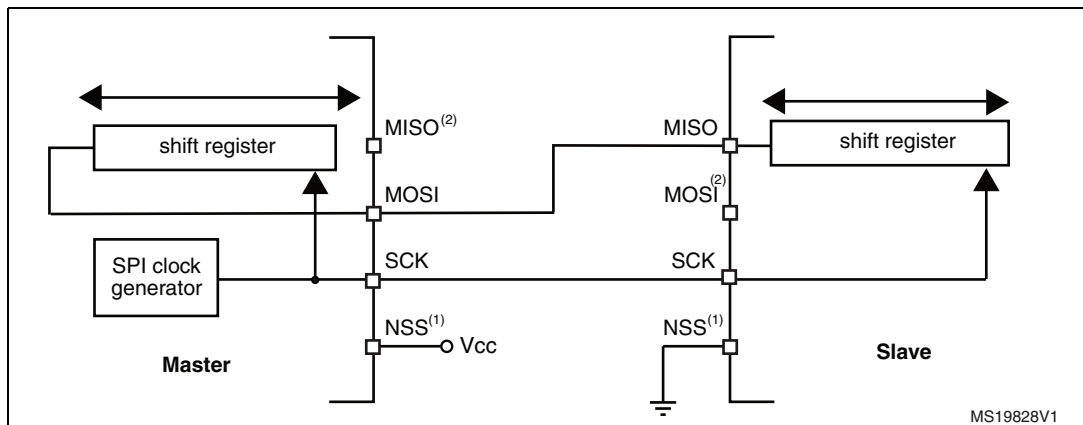 MISO(2)
MISO
shift register
shift register
MOSI
MOSI(2)
SPI clock
generator
SCK
SCK
NSS(1)
NSS(1)
Vcc
Master
Slave
MS19828V1